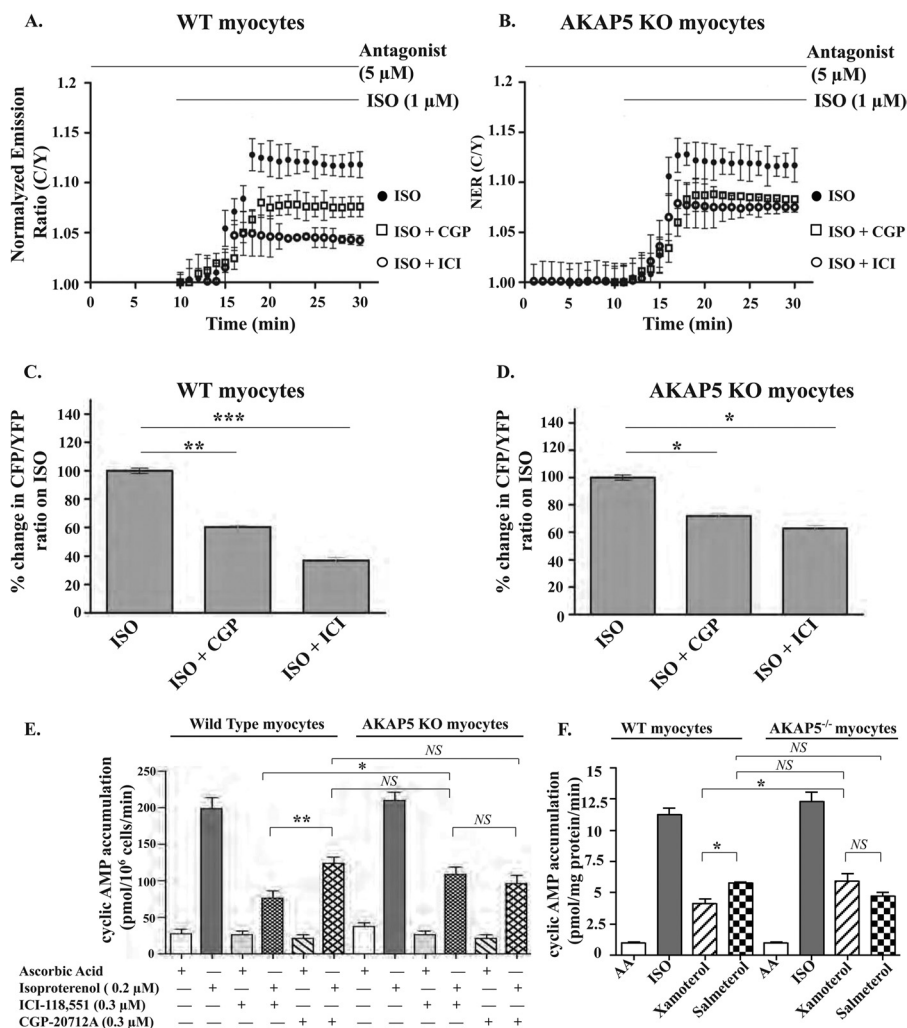 A.
WT myocytes
Antagonist
(5 µM)
ISO (1 µM)
Normalized Emission
Ratio (C/Y)
1.2
1.15
1.10
1.05
1.00
0 5 10 15 20 25 30
Time (min)
ISO
ISO + CGP
ISO + ICI
B.
AKAP5 KO myocytes
Antagonist
(5 µM)
ISO (1 µM)
NER (C/Y)
1.2
1.15
1.10
1.05
1.00
0 5 10 15 20 25 30
Time (min)
ISO
ISO + CGP
ISO + ICI
C.
WT myocytes
% change in CFP/YFP
ratio on ISO
140
120
100
80
60
40
20
0
***
**
ISO
ISO + CGP
ISO + ICI
D.
AKAP5 KO myocytes
% change in CFP/YFP
ratio on ISO
140
120
100
80
60
40
20
0
*
*
ISO
ISO + CGP
ISO + ICI
E.
Wild Type myocytes
AKAP5 KO myocytes
cyclic AMP accumulation
(pmol/10⁶ cells/min)
250
200
150
100
50
0
NS
*
NS
**
NS
Ascorbic Acid + — + — + — + — + — + —
Isoproterenol ( 0.2 µM) — + — + — + — + — + — +
ICI-118,551 (0.3 µM) — — + + — — — — + + — —
CGP-20712A (0.3 µM) — — — — + + — — — — + +
F.
WT myocytes
AKAP5-/- myocytes
cyclic AMP accumulation
(pmol/mg protein/min)
15
12.5
7.5
5
2.5
0
NS
NS
*
*
NS
AA
ISO
Xamoterol
Salmeterol
AA
ISO
Xamoterol
Salmeterol